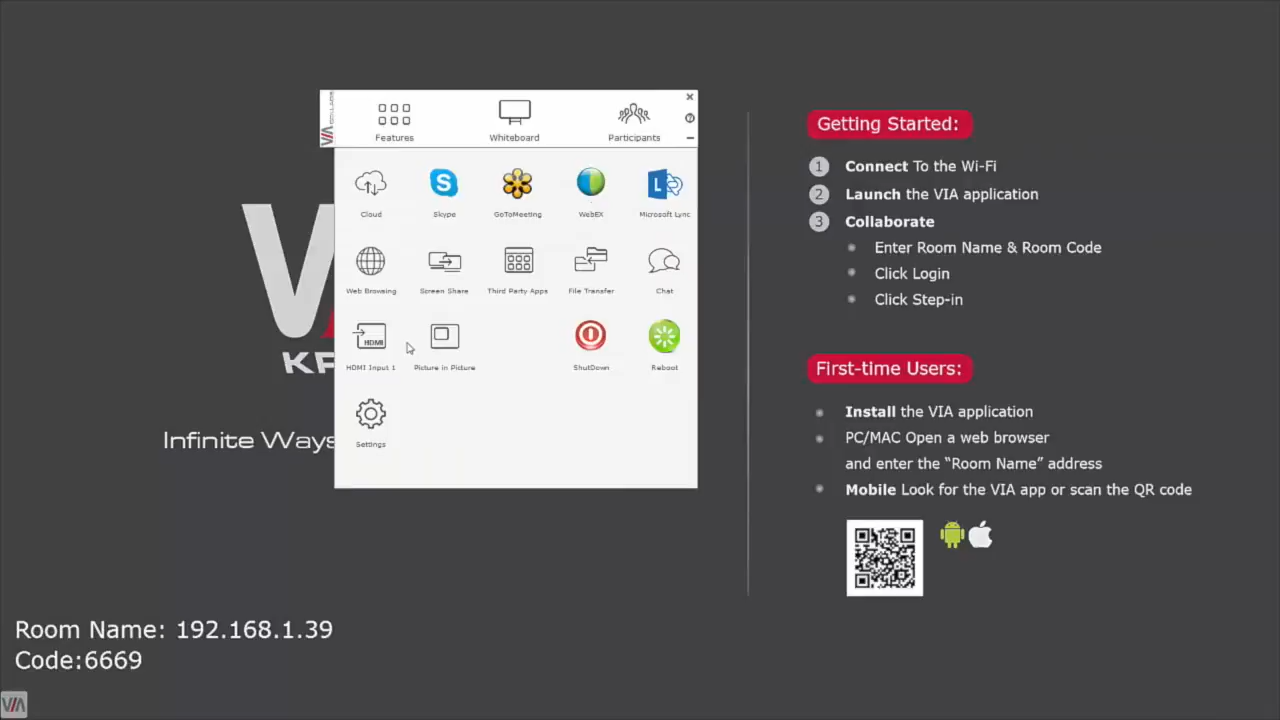 Features
Whiteboard
Participants
Cloud
Skype
GoToMeeting
WebEX
Microsoft Lync
Web Browsing
Screen Share
Third Party Apps
File Transfer
Chat
HDMI
HDMI Input 1
Picture in Picture
ShutDown
Reboot
Settings
KR
Infinite Ways
Getting Started:
1 Connect To the Wi-Fi
2 Launch the VIA application
3 Collaborate
Enter Room Name & Room Code
Click Login
Click Step-in
First-time Users:
Install the VIA application
PC/MAC Open a web browser
and enter the “Room Name” address
Mobile Look for the VIA app or scan the QR code
Room Name: 192.168.1.39
Code:6669
VIA